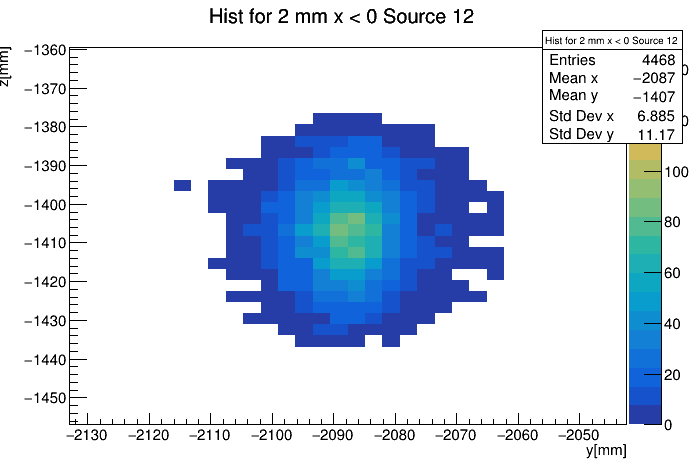 Hist for 2 mm x < 0 Source 12
Hist for 2 mm x < 0 Source 12
Entries 4468
Mean x −2087
Mean y −1407
Std Dev x 6.885
Std Dev y 11.17
z[mm]
−1360
−1370
−1380
−1390
−1400
−1410
−1420
−1430
−1440
−1450
0
0
100
80
60
40
20
0
−2130 −2120 −2110 −2100 −2090 −2080 −2070 −2060 −2050
y[mm]